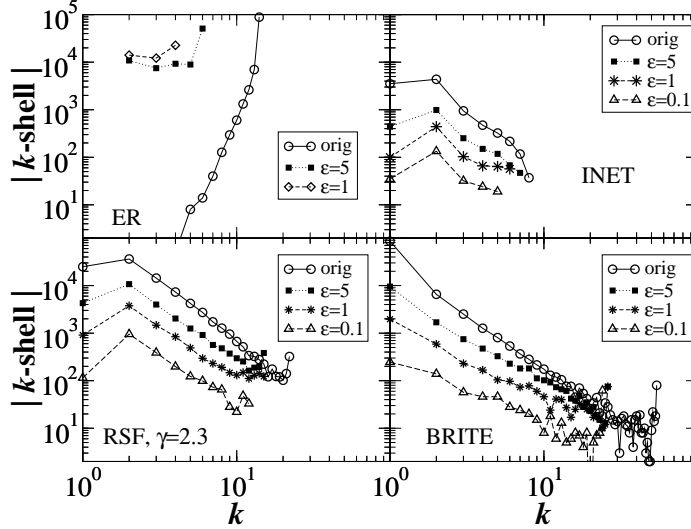 10^5
10^4
10^3
10^2
10^1
| k-shell |
ER
orig
ε=5
ε=1
INET
orig
ε=5
ε=1
ε=0.1
10^4
10^3
10^2
10^1
| k-shell |
RSF, γ=2.3
orig
ε=5
ε=1
ε=0.1
BRITE
orig
ε=5
ε=1
ε=0.1
10^0
10^1
10^0
10^1
k
k